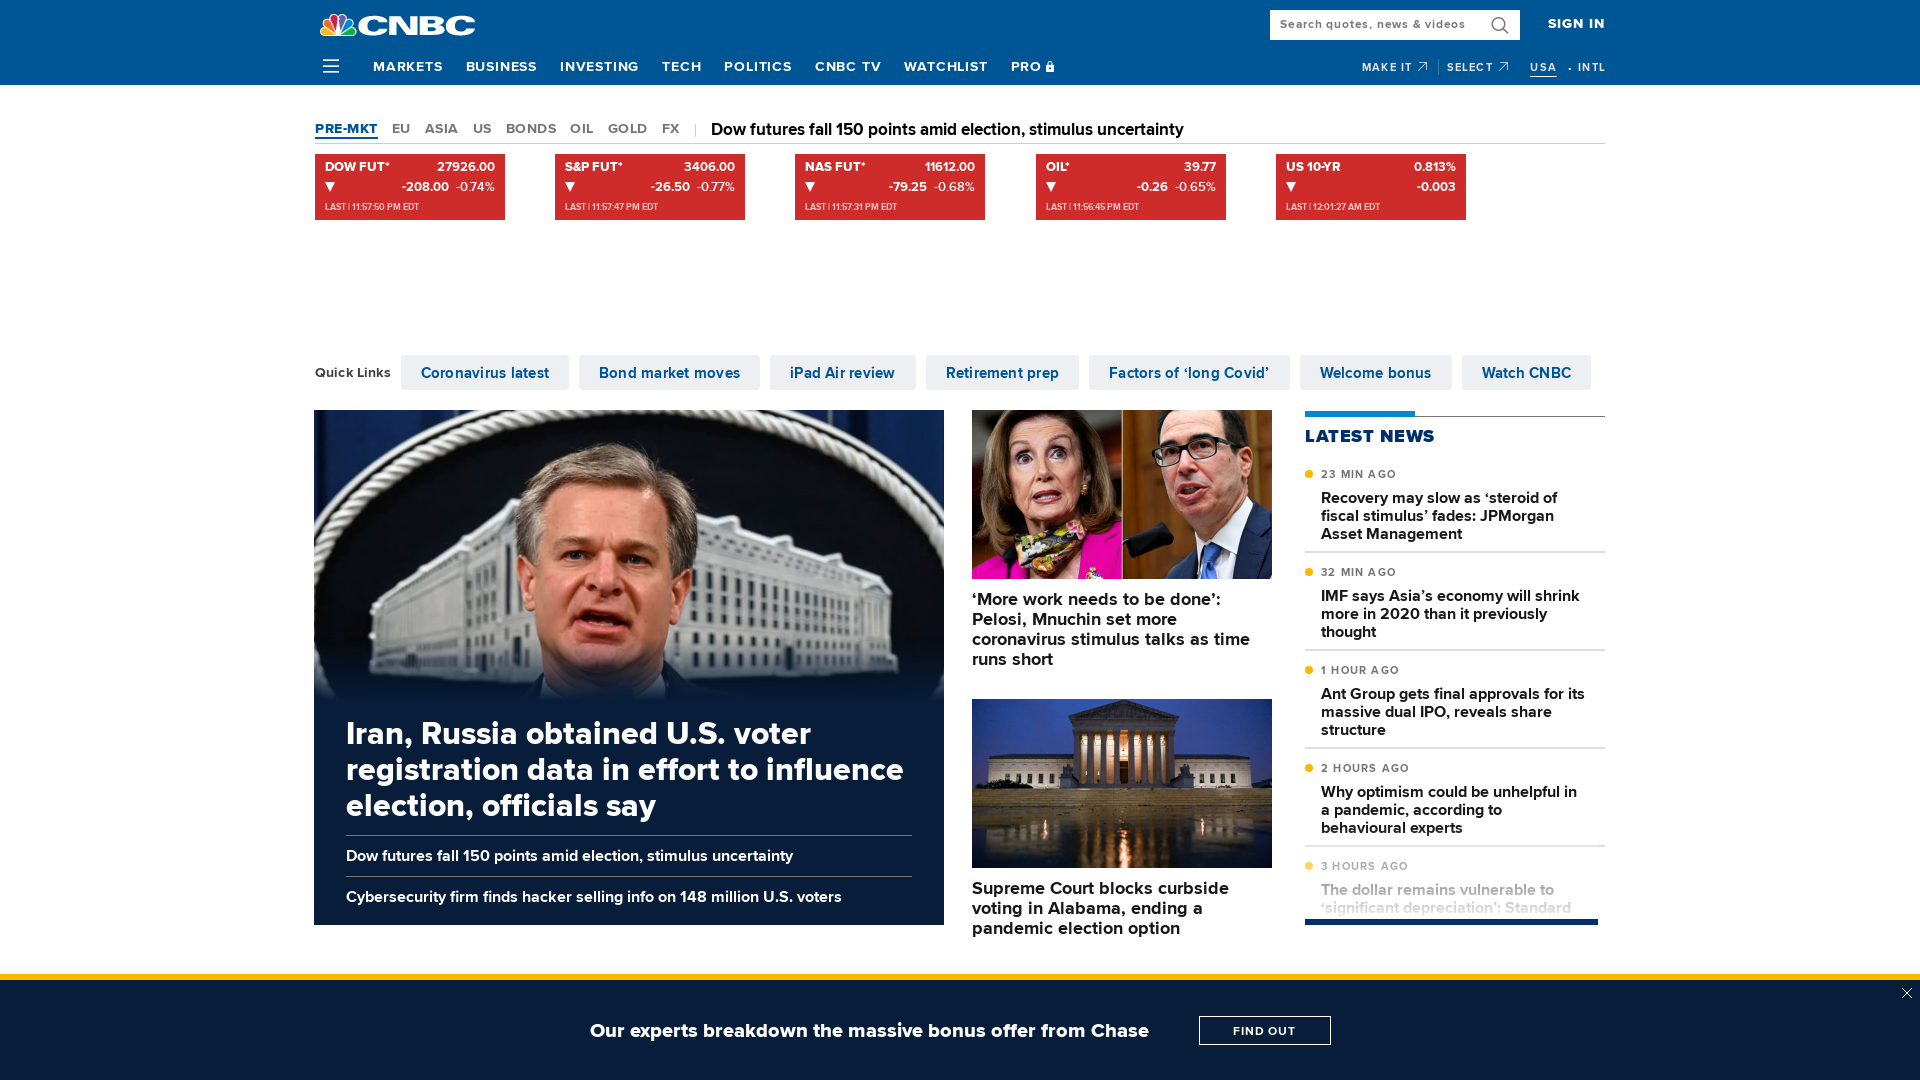 CNBC
Search quotes, news & videos
SIGN IN
MARKETS BUSINESS INVESTING TECH POLITICS CNBC TV WATCHLIST PRO
MAKE IT SELECT USA • INTL
PRE-MKT EU ASIA US BONDS OIL GOLD FX
Dow futures fall 150 points amid election, stimulus uncertainty
DOW FUT* 27926.00
-208.00 -0.74%
LAST | 11:57:50 PM EDT
S&P FUT* 3406.00
-26.50 -0.77%
LAST | 11:57:47 PM EDT
NAS FUT* 11612.00
-79.25 -0.68%
LAST | 11:57:31 PM EDT
OIL* 39.77
-0.26 -0.65%
LAST | 11:56:45 PM EDT
US 10-YR 0.813%
-0.003
LAST | 12:01:27 AM EDT
Quick Links
Coronavirus latest
Bond market moves
iPad Air review
Retirement prep
Factors of ‘long Covid’
Welcome bonus
Watch CNBC
Iran, Russia obtained U.S. voter
registration data in effort to influence
election, officials say
Dow futures fall 150 points amid election, stimulus uncertainty
Cybersecurity firm finds hacker selling info on 148 million U.S. voters
‘More work needs to be done’:
Pelosi, Mnuchin set more
coronavirus stimulus talks as time
runs short
Supreme Court blocks curbside
voting in Alabama, ending a
pandemic election option
LATEST NEWS
23 MIN AGO
Recovery may slow as ‘steroid of
fiscal stimulus’ fades: JPMorgan
Asset Management
32 MIN AGO
IMF says Asia’s economy will shrink
more in 2020 than it previously
thought
1 HOUR AGO
Ant Group gets final approvals for its
massive dual IPO, reveals share
structure
2 HOURS AGO
Why optimism could be unhelpful in
a pandemic, according to
behavioural experts
3 HOURS AGO
The dollar remains vulnerable to
‘significant depreciation’: Standard
Our experts breakdown the massive bonus offer from Chase
FIND OUT